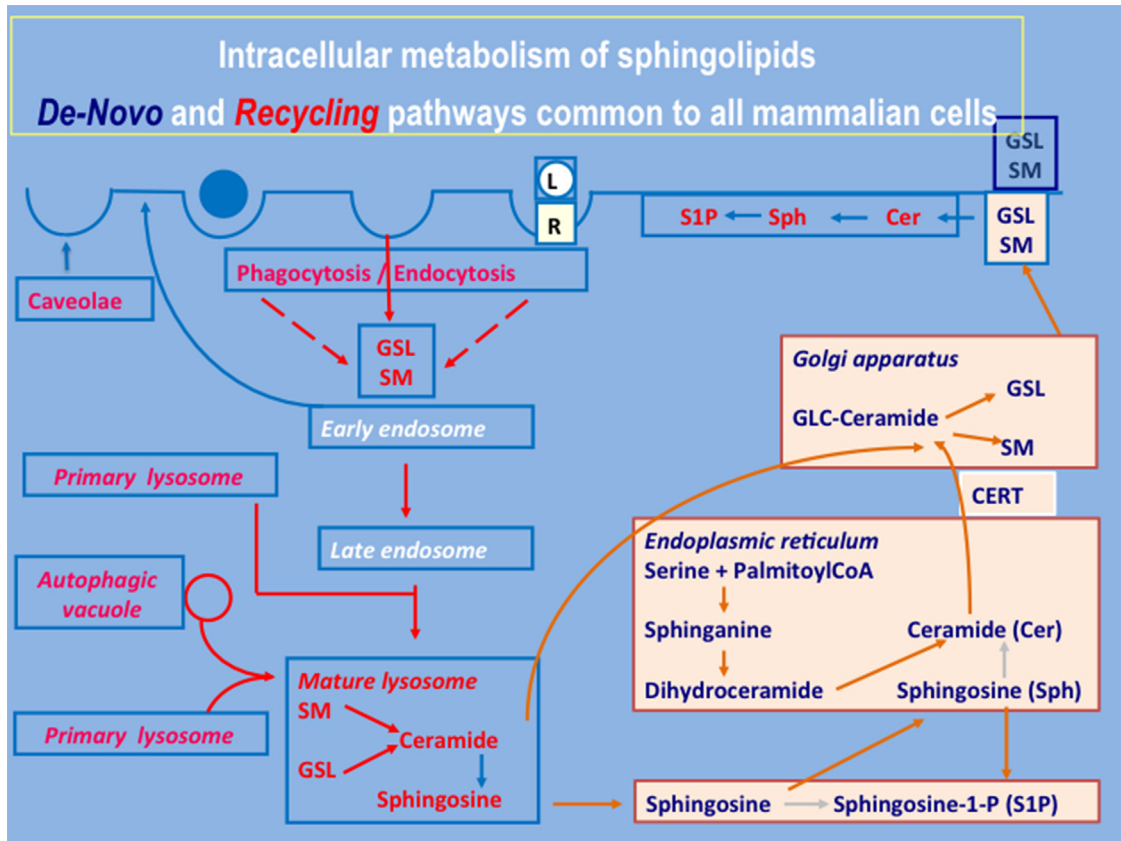 Intracellular metabolism of sphingolipids
De-Novo and Recycling pathways common to all mammalian cells
GSL
SM
L
R
S1P
Sph
Cer
GSL
SM
Phagocytosis / Endocytosis
Caveolae
GSL
SM
Early endosome
Golgi apparatus
GSL
GLC-Ceramide
SM
Primary lysosome
CERT
Late endosome
Endoplasmic reticulum
Serine + PalmitoylCoA
Autophagic
vacuole
Sphinganine
Ceramide (Cer)
Dihydroceramide
Sphingosine (Sph)
Mature lysosome
SM
Ceramide
GSL
Sphingosine
Primary lysosome
Sphingosine
Sphingosine-1-P (S1P)